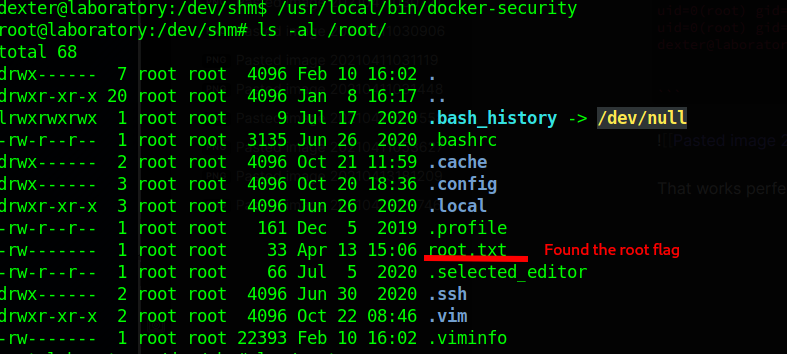 dexter@laboratory:/dev/shm$ /usr/local/bin/docker-security
root@laboratory:/dev/shm# ls -al /root/
total 68
drwx------  7 root root  4096 Feb 10 16:02 .
drwxr-xr-x 20 root root  4096 Jan  8 16:17 ..
lrwxrwxrwx  1 root root     9 Jul 17  2020 .bash_history -> /dev/null
-rw-r--r--  1 root root  3135 Jun 26  2020 .bashrc
drwx------  2 root root  4096 Oct 21 11:59 .cache
drwx------  3 root root  4096 Oct 20 18:36 .config
drwxr-xr-x  3 root root  4096 Jun 26  2020 .local
-rw-r--r--  1 root root   161 Dec  5  2019 .profile
-rw-r--r--  1 root root    33 Apr 13 15:06 root.txt Found the root flag
-rw-r--r--  1 root root    66 Jul  5  2020 .selected_editor
drwx------  2 root root  4096 Jun 30  2020 .ssh
drwxr-xr-x  2 root root  4096 Oct 22 08:46 .vim
-rw-------  1 root root 22393 Feb 10 16:02 .viminfo
Pasted image 20210411091119
That works perfe